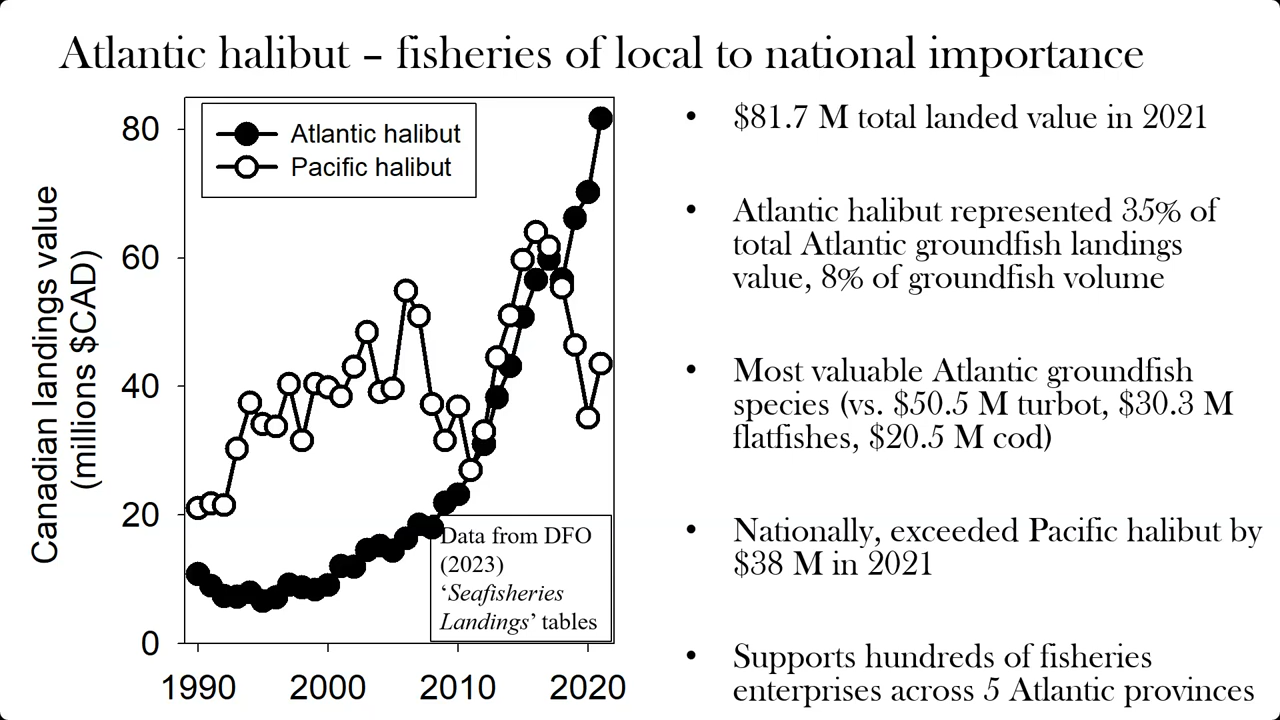 Atlantic halibut – fisheries of local to national importance
Canadian landings value
(millions $CAD)
80
60
40
20
0
1990
2000
2010
2020
Atlantic halibut
Pacific halibut
Data from DFO
(2023)
‘Seafisheries
Landings’ tables
• $81.7 M total landed value in 2021
• Atlantic halibut represented 35% of
total Atlantic groundfish landings
value, 8% of groundfish volume
• Most valuable Atlantic groundfish
species (vs. $50.5 M turbot, $30.3 M
flatfishes, $20.5 M cod)
• Nationally, exceeded Pacific halibut by
$38 M in 2021
• Supports hundreds of fisheries
enterprises across 5 Atlantic provinces